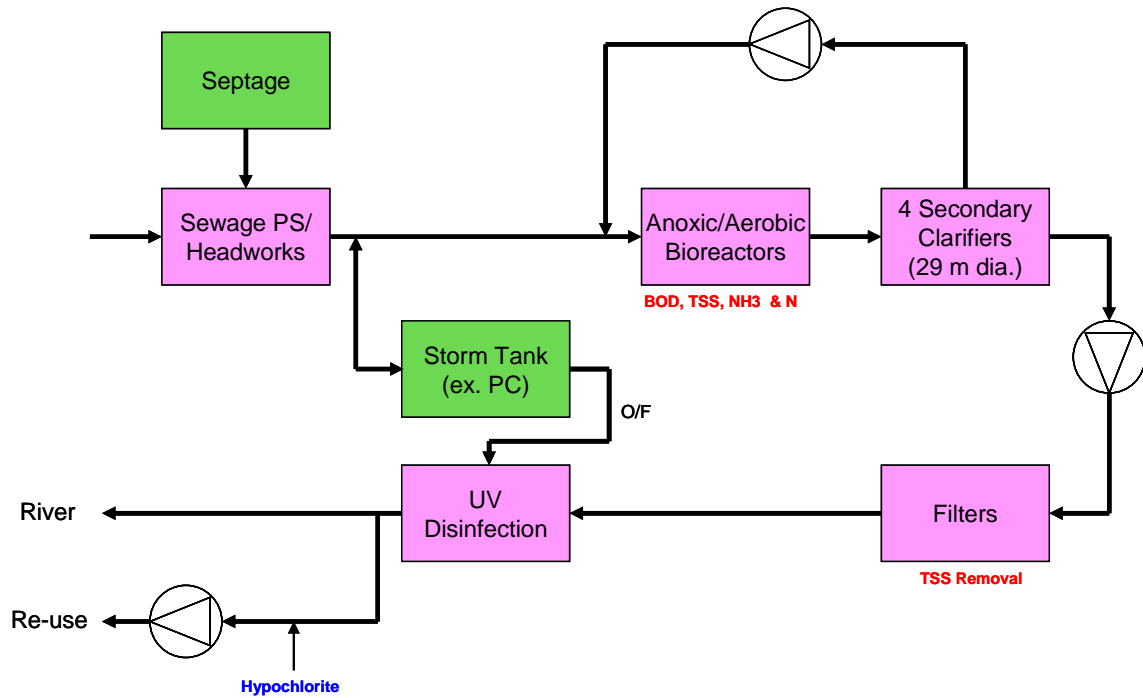 Septage
Sewage PS/
Headworks
Anoxic/Aerobic
Bioreactors
BOD, TSS, NH3 & N
4 Secondary
Clarifiers
(29 m dia.)
Storm Tank
(ex. PC)
O/F
UV
Disinfection
Filters
TSS Removal
River
Re-use
Hypochlorite